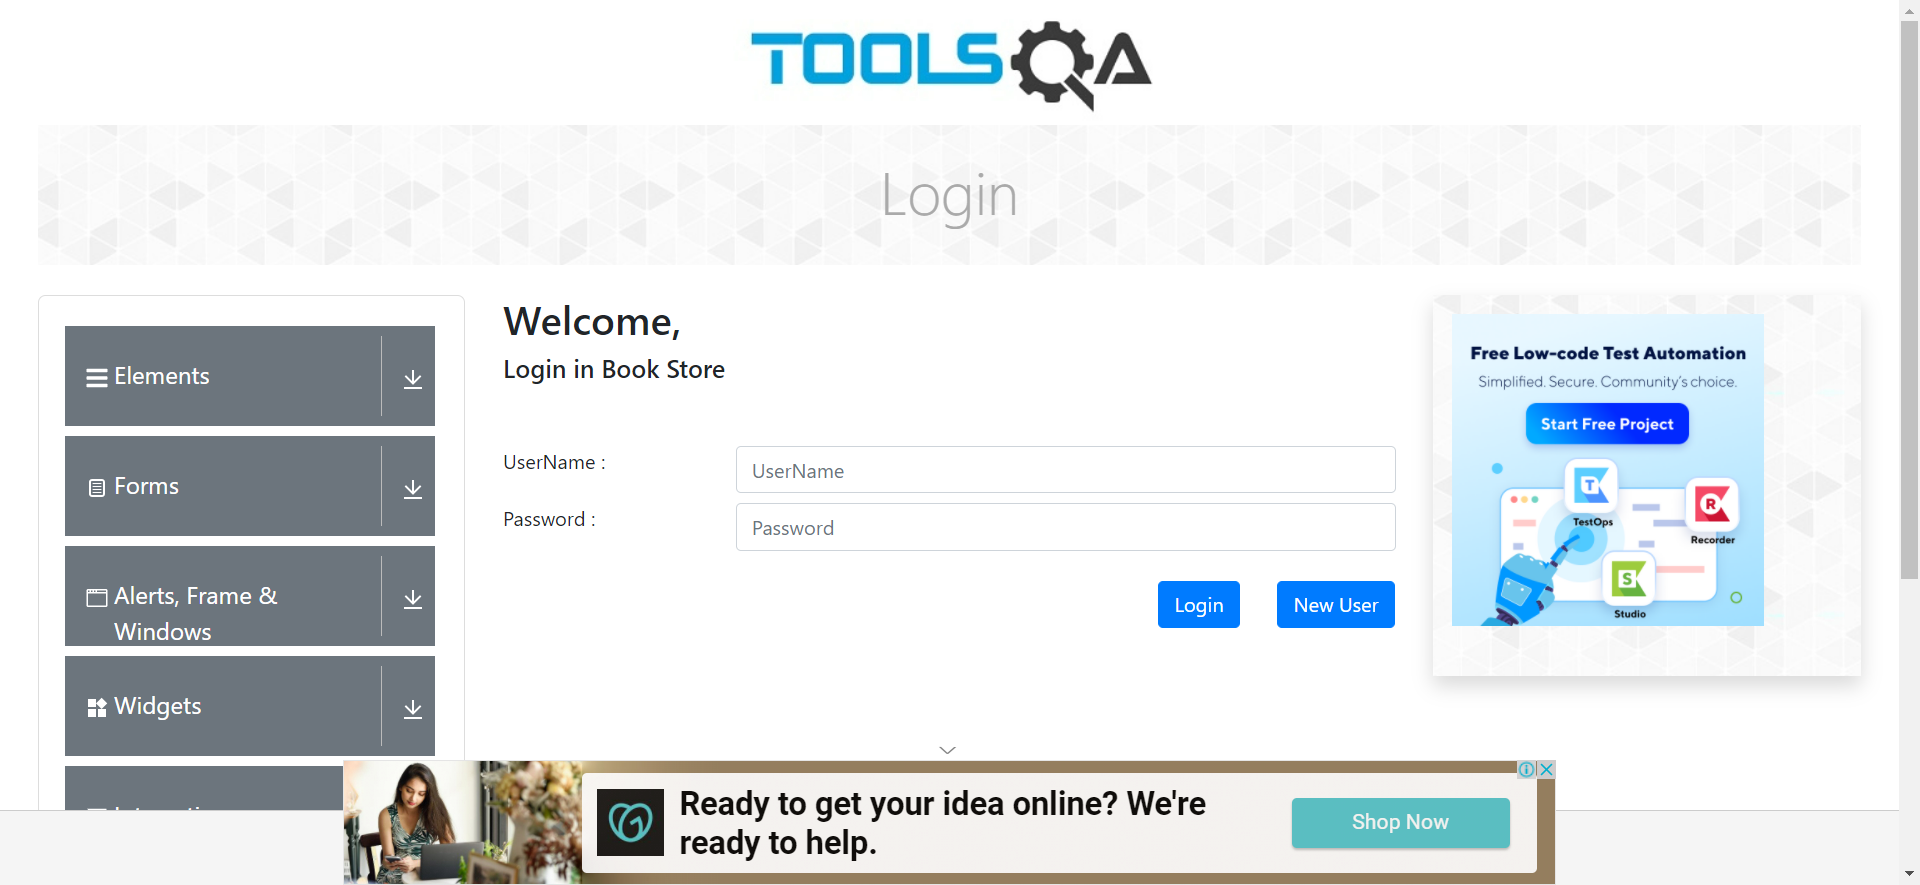 TOOLSQA
Login
Elements
Forms
Alerts, Frame &
Windows
Widgets
Welcome,
Login in Book Store
UserName :
UserName
Password :
Password
Login
New User
Free Low-code Test Automation
Simplified. Secure. Community's choice.
Start Free Project
T
TestOps
R
Recorder
S
Studio
Ready to get your idea online? We're
ready to help.
Shop Now